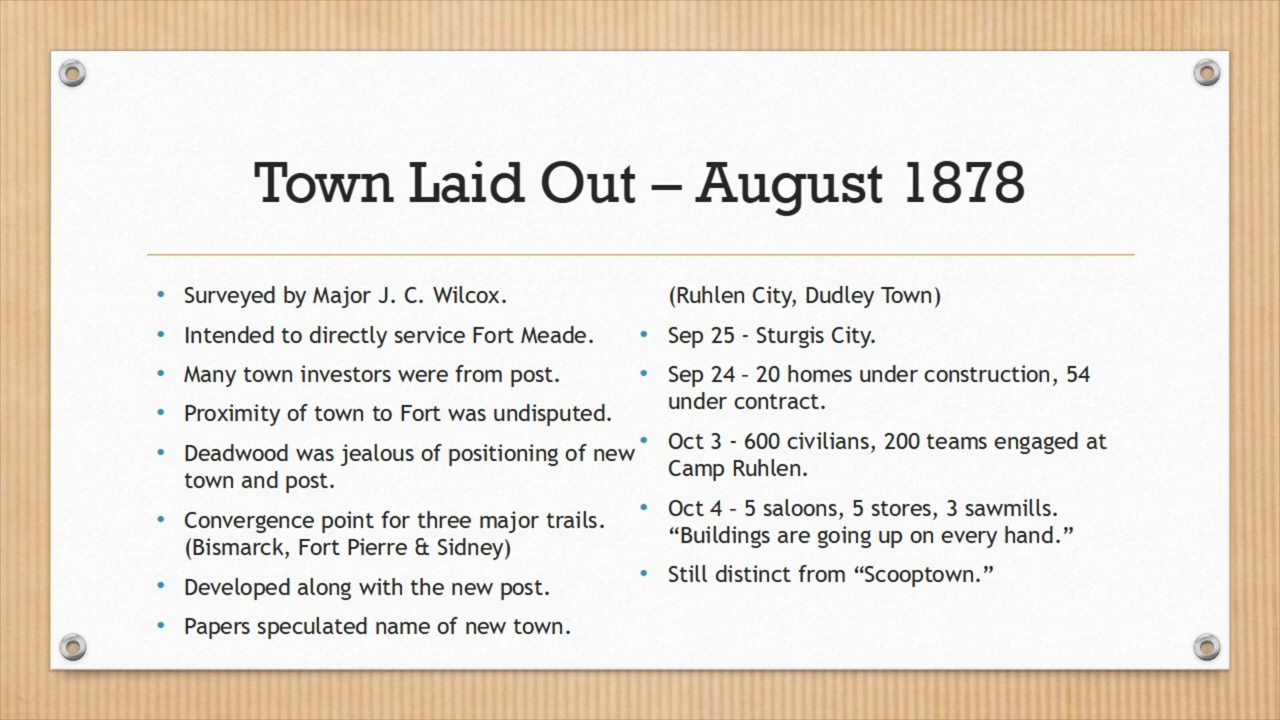 Town Laid Out – August 1878
• Surveyed by Major J. C. Wilcox.
• Intended to directly service Fort Meade.
• Many town investors were from post.
• Proximity of town to Fort was undisputed.
• Deadwood was jealous of positioning of new
town and post.
• Convergence point for three major trails.
(Bismarck, Fort Pierre & Sidney)
• Developed along with the new post.
• Papers speculated name of new town.
(Ruhlen City, Dudley Town)
• Sep 25 - Sturgis City.
• Sep 24 – 20 homes under construction, 54
under contract.
• Oct 3 - 600 civilians, 200 teams engaged at
Camp Ruhlen.
• Oct 4 – 5 saloons, 5 stores, 3 sawmills.
“Buildings are going up on every hand.”
• Still distinct from “Scooptown.”